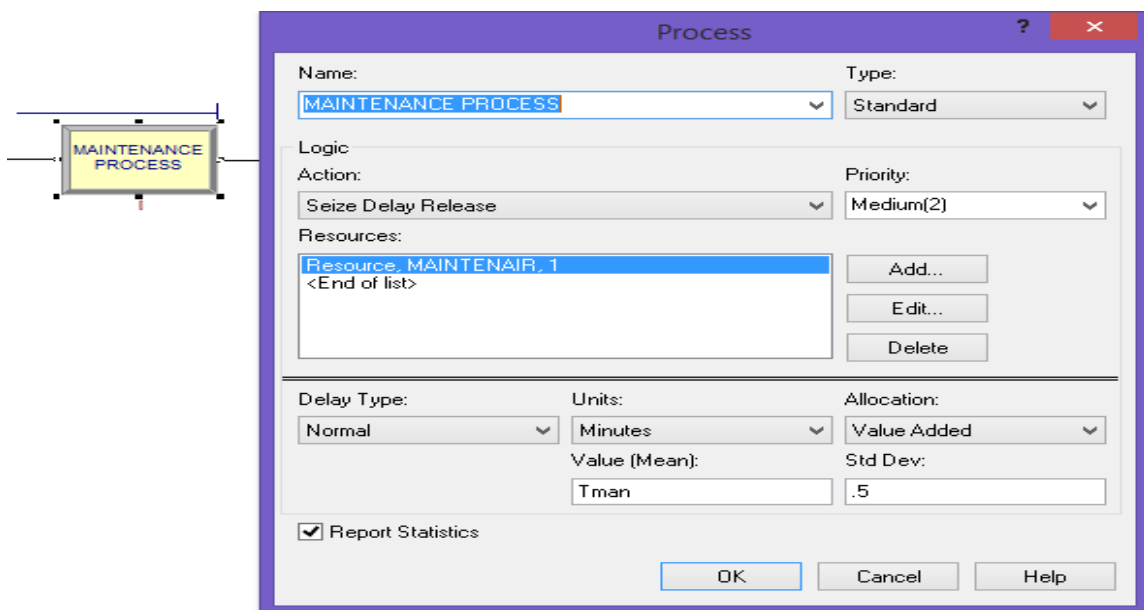 Process
?
×
Name:
Type:
MAINTENANCE PROCESS
Standard
MAINTENANCE
PROCESS
Logic
Action:
Priority:
Seize Delay Release
Medium(2)
Resources:
Resource, MAINTENAIR, 1
<End of list>
Add...
Edit...
Delete
Delay Type:
Units:
Allocation:
Normal
Minutes
Value Added
Value (Mean):
Std Dev:
Tman
.5
Report Statistics
OK
Cancel
Help